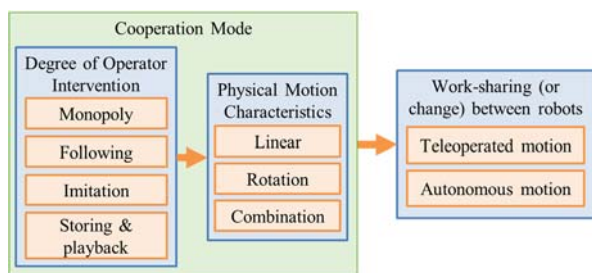 Cooperation Mode
Degree of Operator
Intervention
Monopoly
Following
Imitation
Storing &
playback
Physical Motion
Characteristics
Linear
Rotation
Combination
Work-sharing (or
change) between robots
Teleoperated motion
Autonomous motion